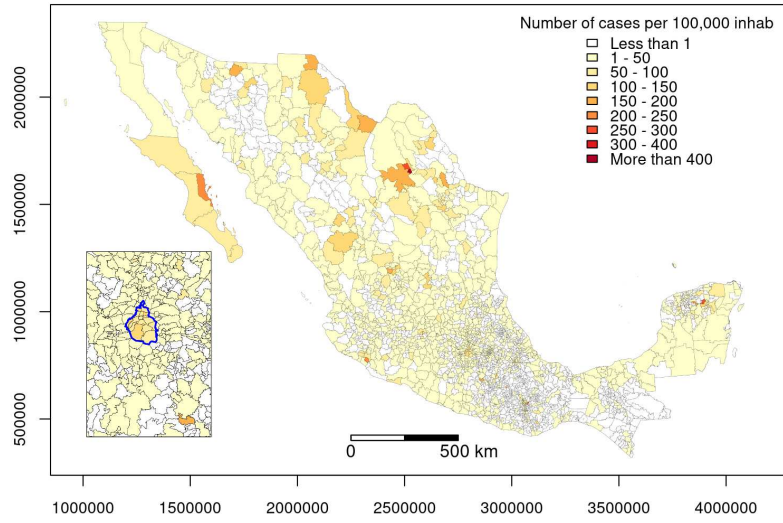 Number of cases per 100,000 inhab
Less than 1
1 - 50
50 - 100
100 - 150
150 - 200
200 - 250
250 - 300
300 - 400
More than 400
2000000
1500000
1000000
500000
0 500 km
1000000 1500000 2000000 2500000 3000000 3500000 4000000